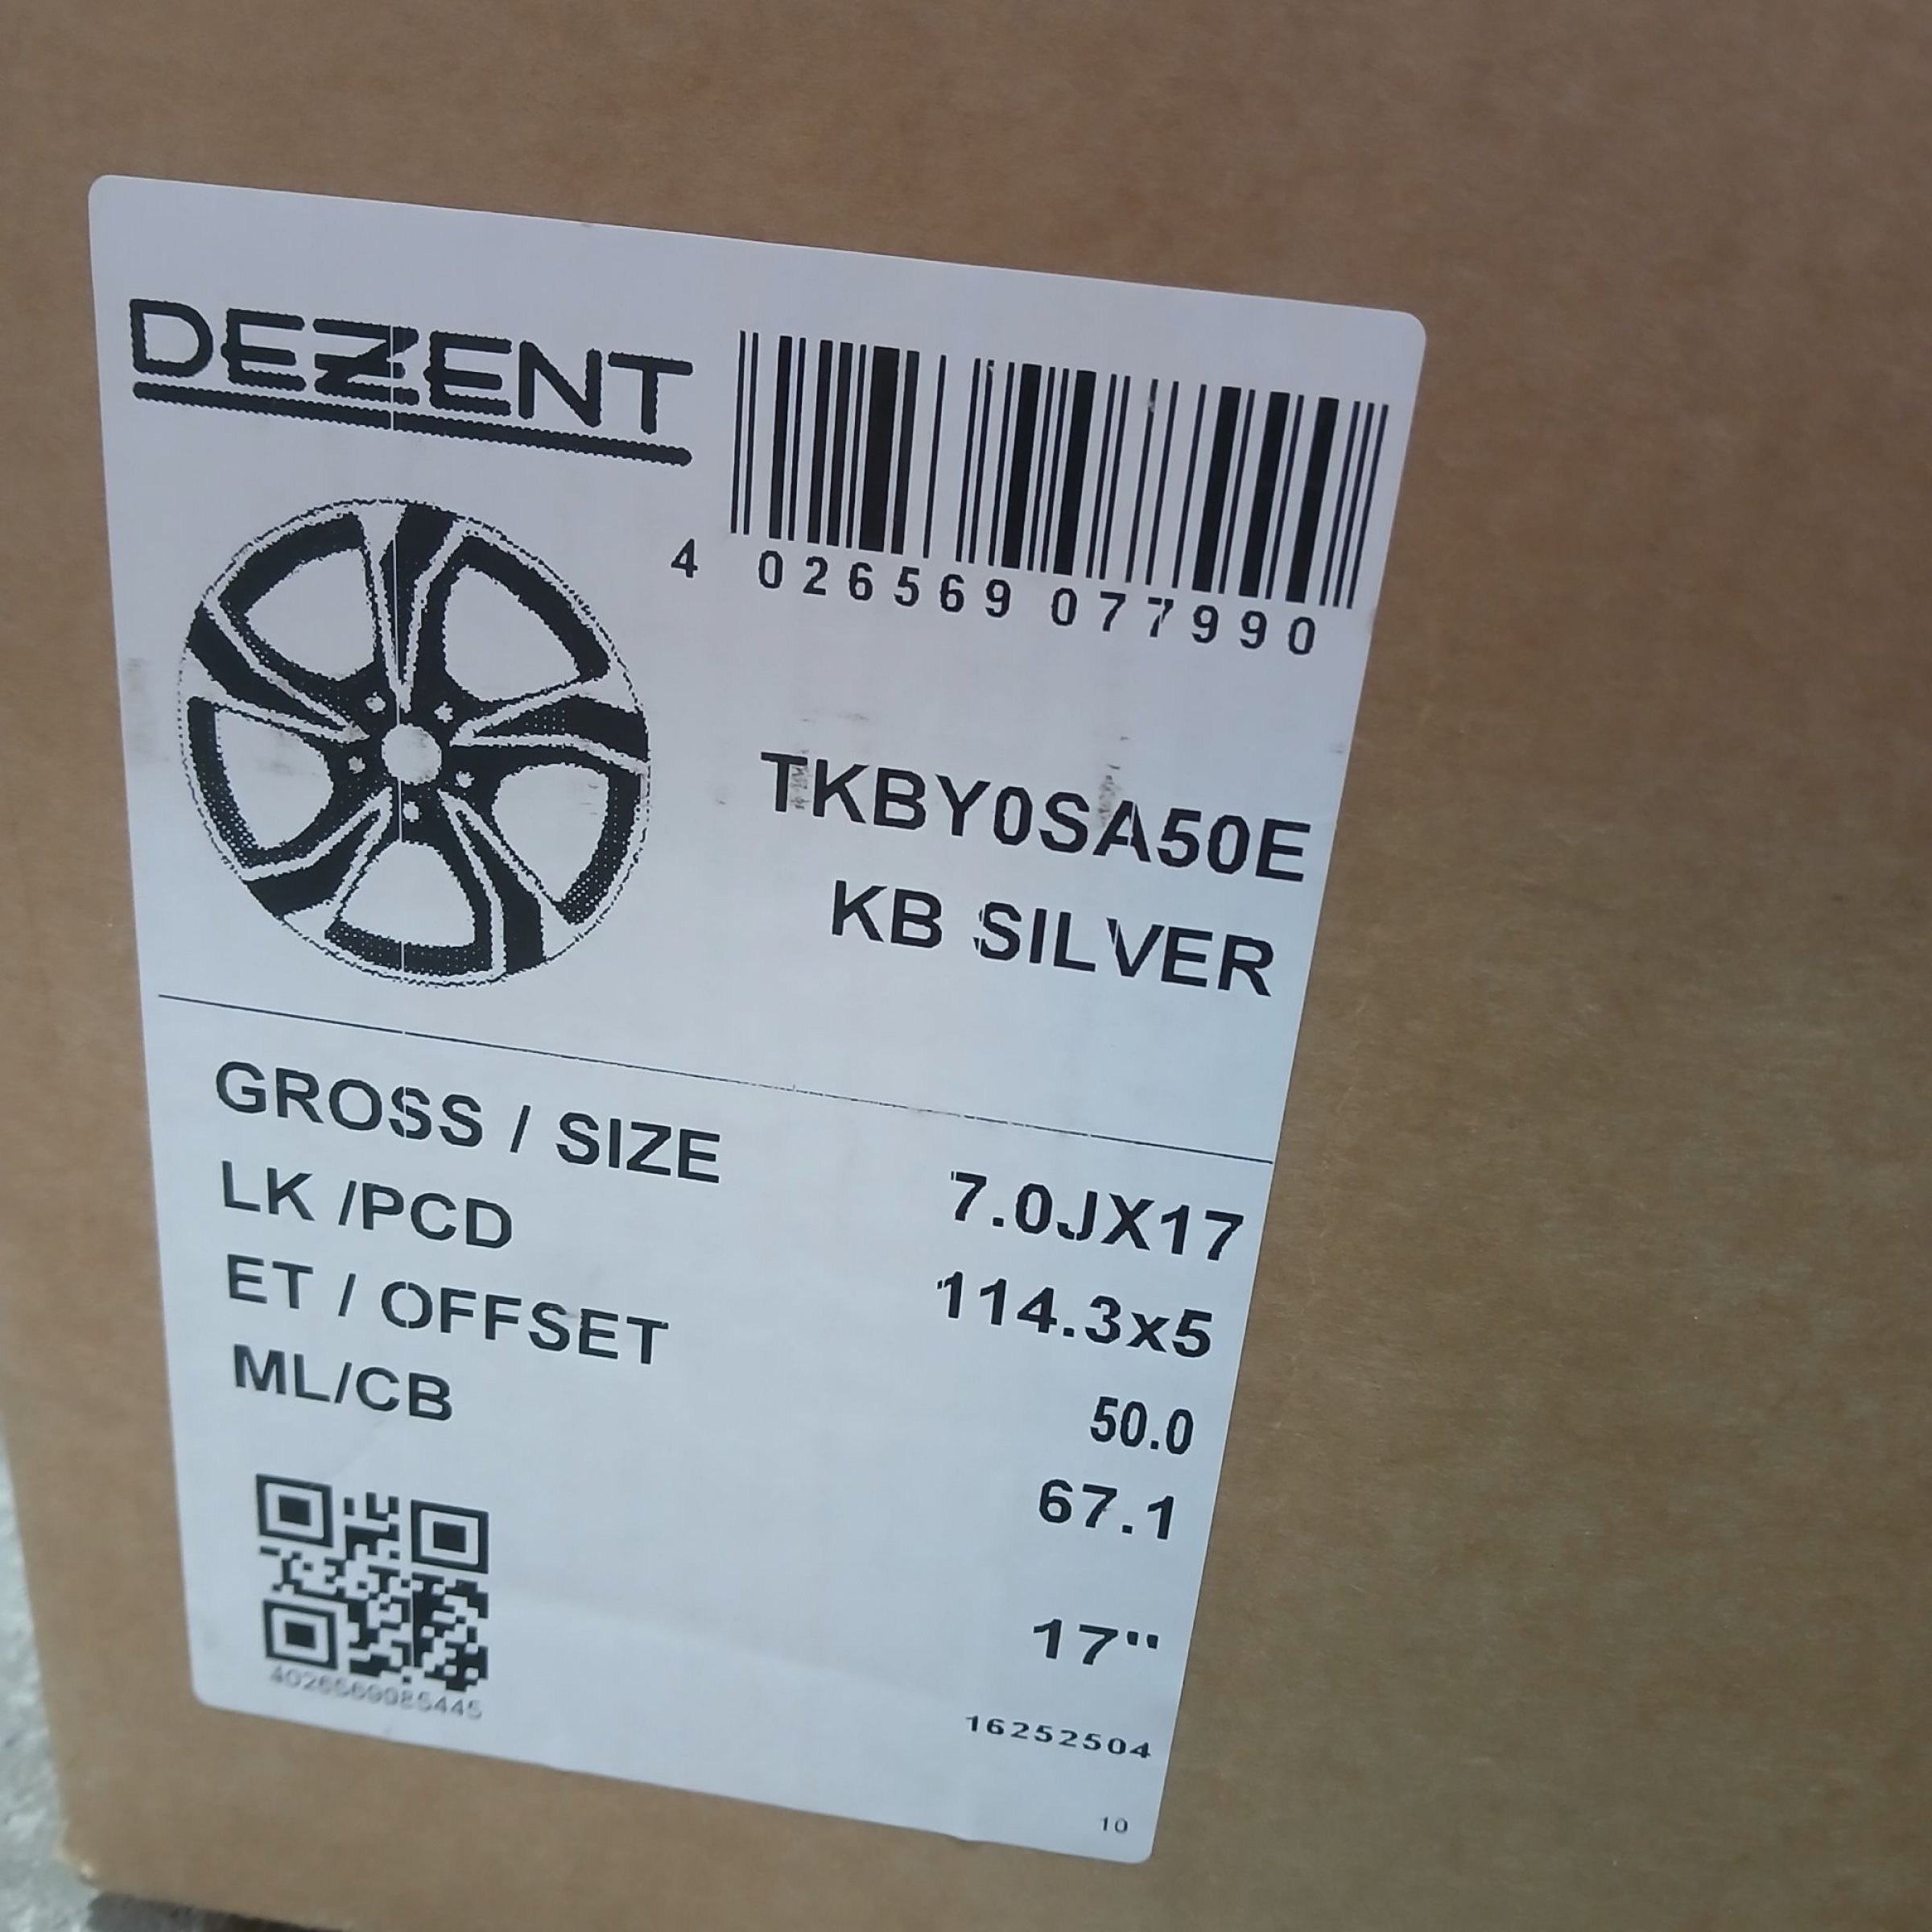 DEZENT
4 026569 077990
TKBY0SA50E
KB SILVER
GROSS / SIZE 7.0JX17
LK /PCD 114.3x5
ET / OFFSET 50.0
ML/CB 67.1
17"
4026569085445
16252504
10